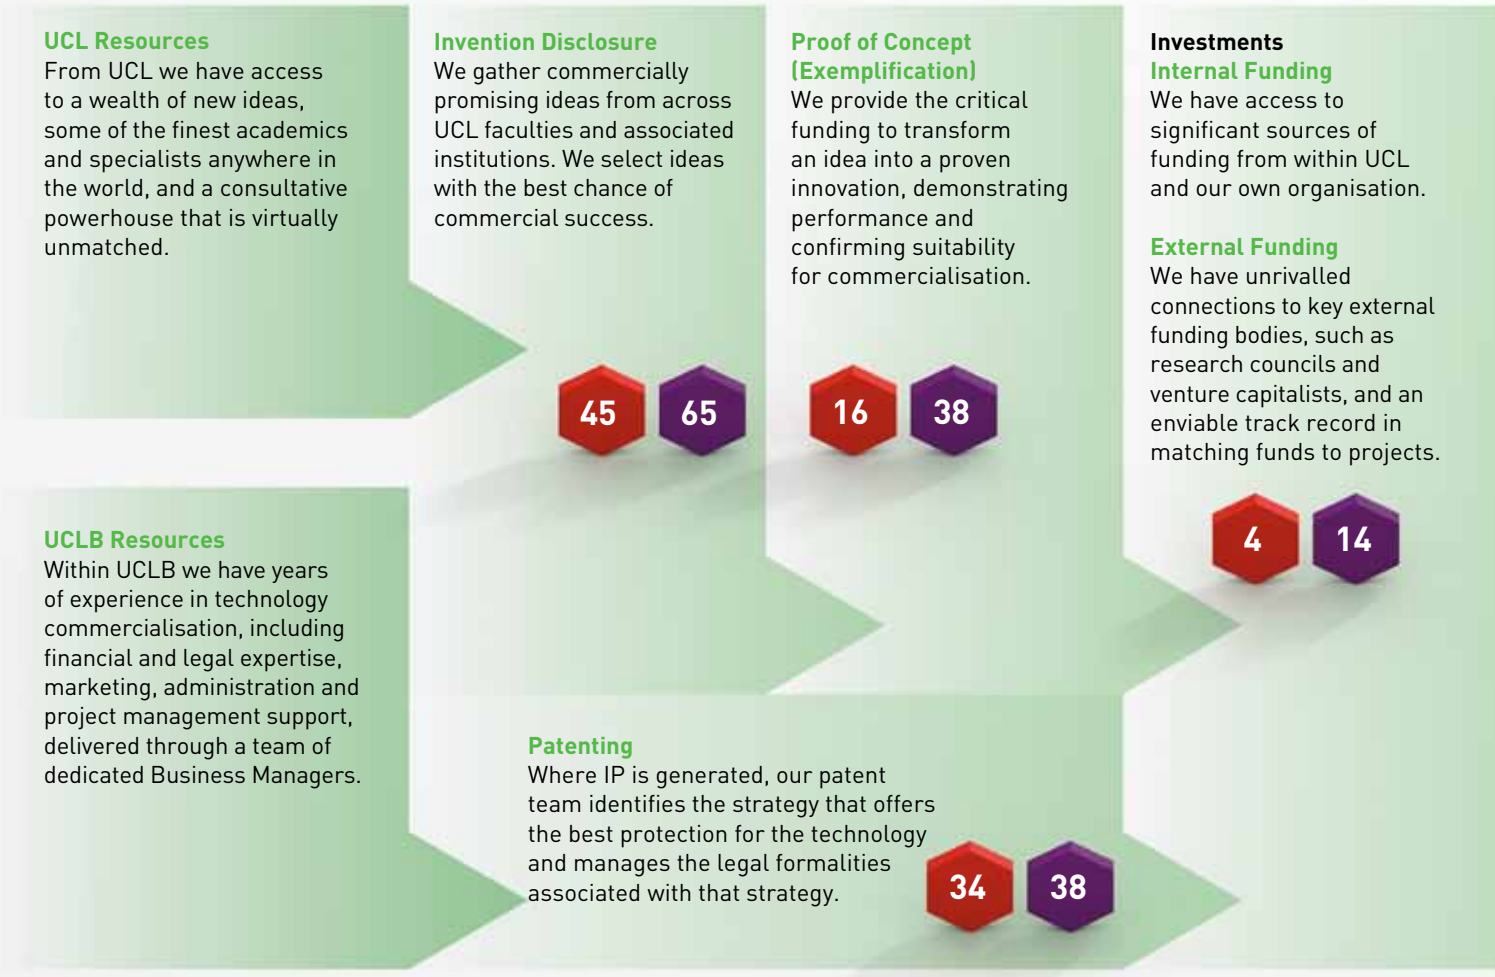 UCL Resources
From UCL we have access
to a wealth of new ideas,
some of the finest academics
and specialists anywhere in
the world, and a consultative
powerhouse that is virtually
unmatched.
UCLB Resources
Within UCLB we have years
of experience in technology
commercialisation, including
financial and legal expertise,
marketing, administration and
project management support,
delivered through a team of
dedicated Business Managers.
Invention Disclosure
We gather commercially
promising ideas from across
UCL faculties and associated
institutions. We select ideas
with the best chance of
commercial success.
45 65
Proof of Concept
(Exemplification)
We provide the critical
funding to transform
an idea into a proven
innovation, demonstrating
performance and
confirming suitability
for commercialisation.
16 38
Patenting
Where IP is generated, our patent
team identifies the strategy that offers
the best protection for the technology
and manages the legal formalities
associated with that strategy.
34 38
Investments
Internal Funding
We have access to
significant sources of
funding from within UCL
and our own organisation.
External Funding
We have unrivalled
connections to key external
funding bodies, such as
research councils and
venture capitalists, and an
enviable track record in
matching funds to projects.
4 14